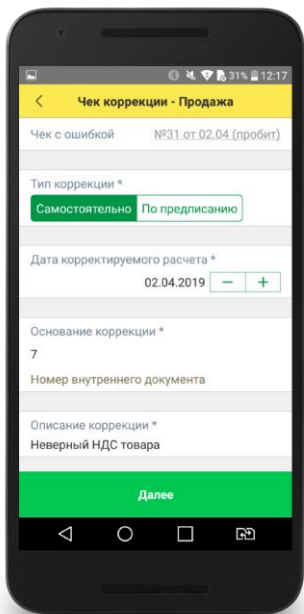 31% 12:17
Чек коррекции - Продажа
Чек с ошибкой №31 от 02.04 (пробит)
Тип коррекции *
Самостоятельно По предписанию
Дата корректируемого расчета *
02.04.2019 − +
Основание коррекции *
7
Номер внутреннего документа
Описание коррекции *
Неверный НДС товара
Далее